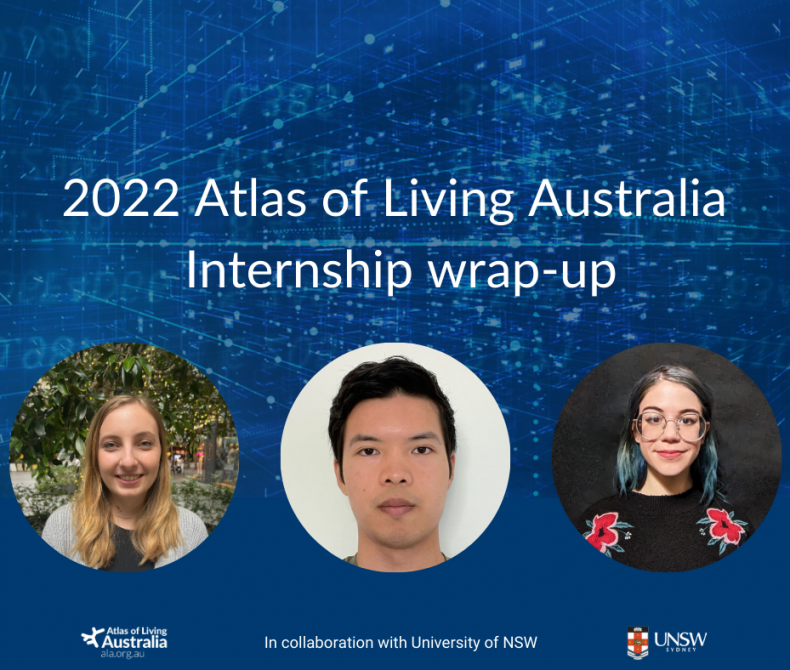 2022 Atlas of Living Australia
Internship wrap-up
Atlas of Living
Australia
ala.org.au
In collaboration with University of NSW
UNSW
SYDNEY